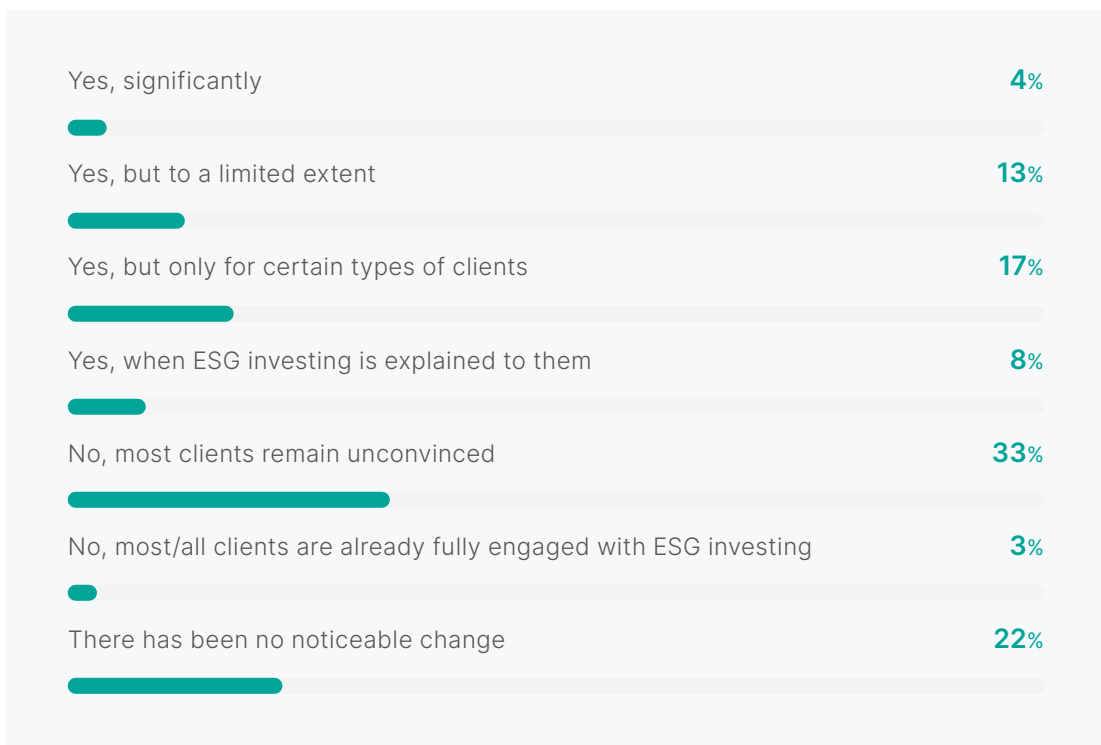 Yes, significantly 4%
Yes, but to a limited extent 13%
Yes, but only for certain types of clients 17%
Yes, when ESG investing is explained to them 8%
No, most clients remain unconvinced 33%
No, most/all clients are already fully engaged with ESG investing 3%
There has been no noticeable change 22%